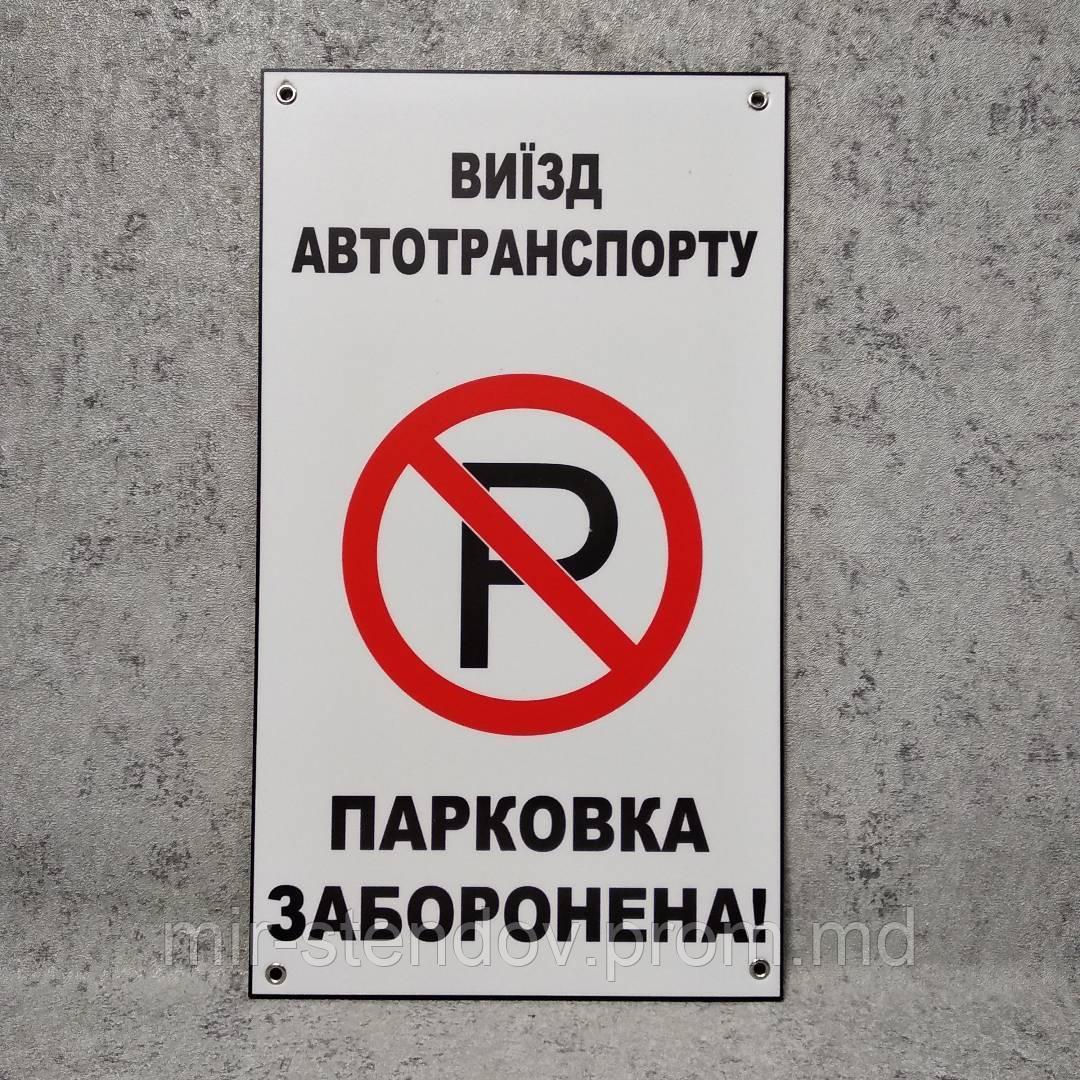 ВИЇЗД
АВТОТРАНСПОРТУ
P
ПАРКОВКА
ЗАБОРОНЕНА!
mir-stendov.prom.md